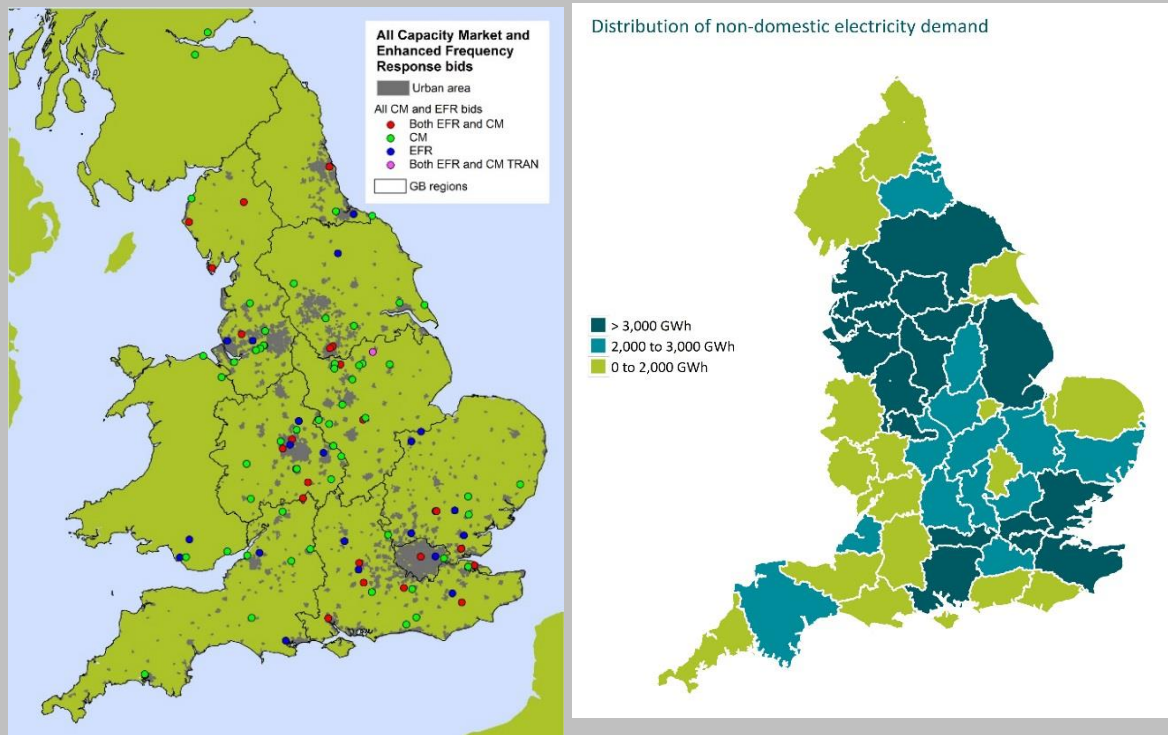 All Capacity Market and
Enhanced Frequency
Response bids
Urban area
All CM and EFR bids
Both EFR and CM
CM
EFR
Both EFR and CM TRAN
GB regions
Distribution of non-domestic electricity demand
> 3,000 GWh
2,000 to 3,000 GWh
0 to 2,000 GWh